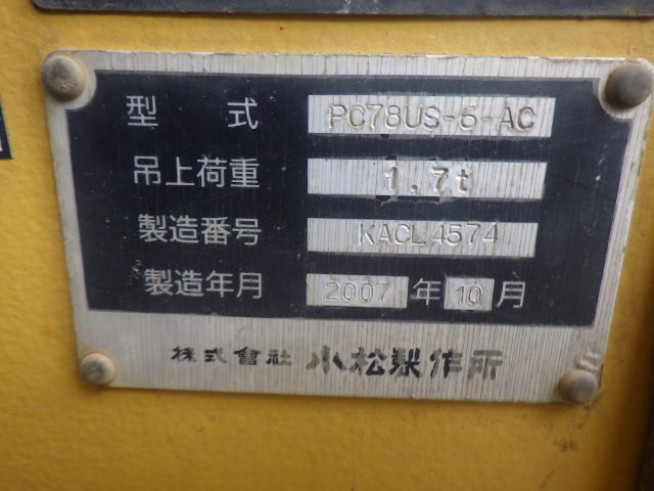 型式 PC78US-6-AC
吊上荷重 1.7t
製造番号 KACL4574
製造年月 2007年10月
株式會社 小松製作所